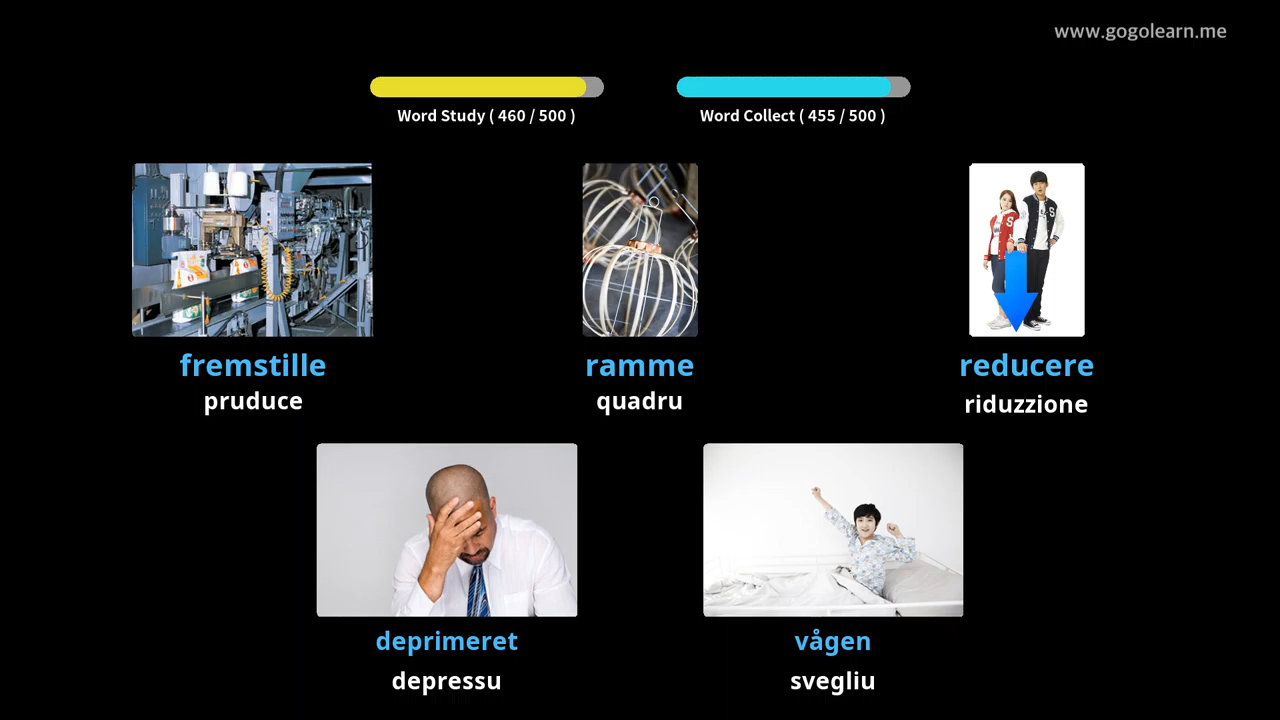 www.gogolearn.me
Word Study ( 460 / 500 )
Word Collect ( 455 / 500 )
fremstille
pruduce
ramme
quadru
reducere
riduzzione
deprimeret
depressu
vågen
svegliu